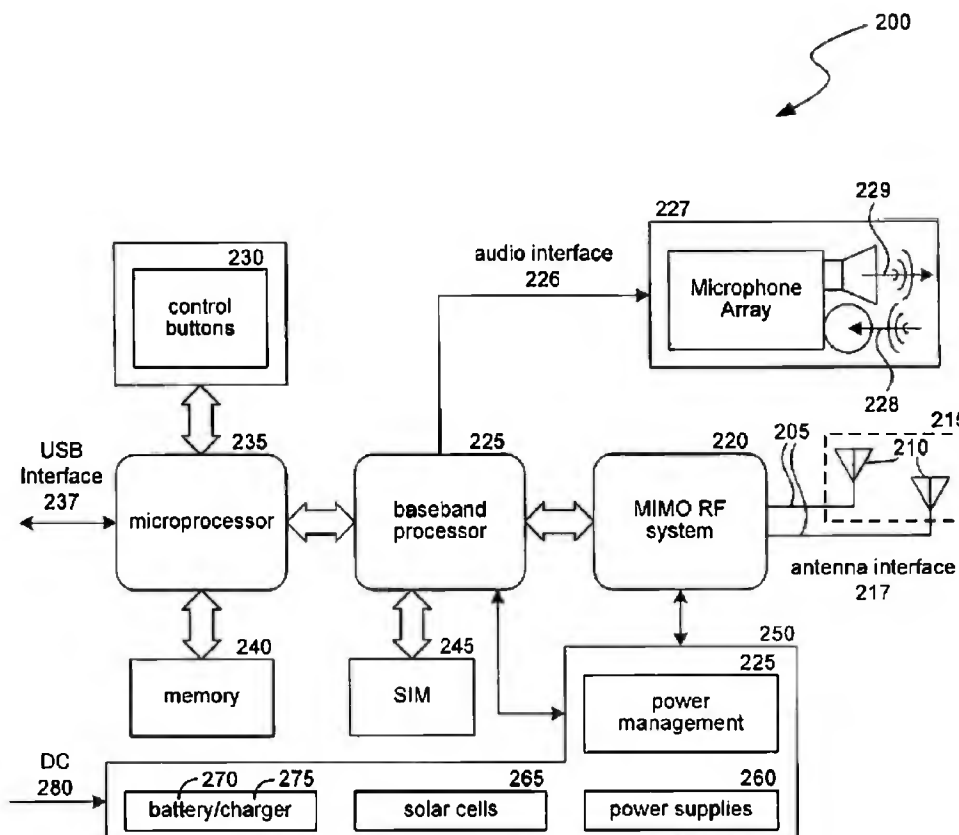 200
229
227
230
audio interface
226
control
buttons
Microphone
Array
228
235
225
220
215
205
210
USB
Interface
237
microprocessor
baseband
processor
MIMO RF
system
antenna interface
217
250
240
245
225
memory
SIM
power
management
DC
280
270
275
265
260
battery/charger
solar cells
power supplies